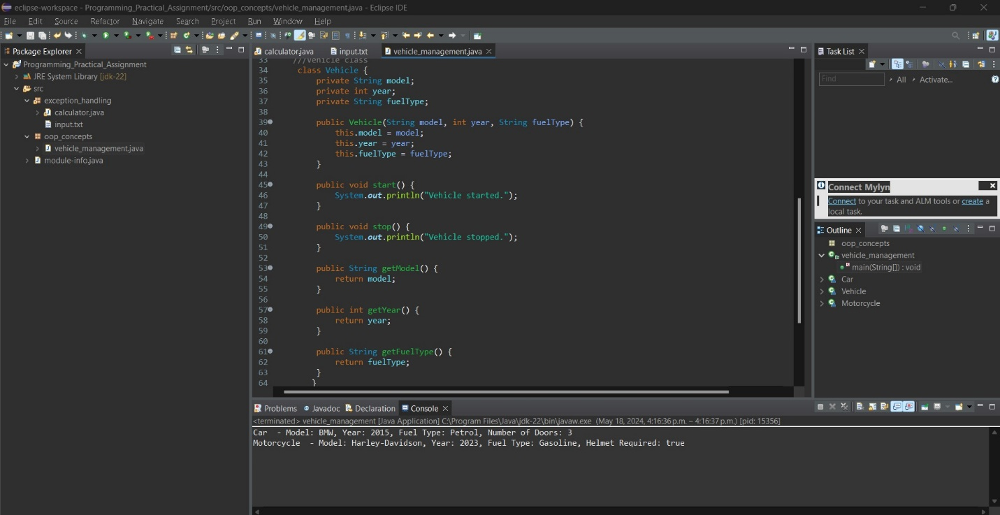 eclipse-workspace - Programming_Practical_Assignment/src/oop_concepts/vehicle_management.java - Eclipse IDE
File Edit Source Refactor Navigate Search Project Run Window Help
Package Explorer
Programming_Practical_Assignment
JRE System Library [jdk-22]
src
exception_handling
calculator.java
input.txt
oop_concepts
vehicle_management.java
module-info.java
calculator.java input.txt vehicle_management.java
33 ///Vehicle class
34 class Vehicle {
35 private String model;
36 private int year;
37 private String fuelType;
38
39 public Vehicle(String model, int year, String fuelType) {
40 this.model = model;
41 this.year = year;
42 this.fuelType = fuelType;
43 }
44
45 public void start() {
46 System.out.println("Vehicle started.");
47 }
48
49 public void stop() {
50 System.out.println("Vehicle stopped.");
51 }
52
53 public String getModel() {
54 return model;
55 }
56
57 public int getYear() {
58 return year;
59 }
60
61 public String getFuelType() {
62 return fuelType;
63 }
64 }
Task List
Find All Activate...
Connect Mylyn
Connect to your task and ALM tools or create a
local task.
Outline
oop_concepts
vehicle_management
main(String[]) : void
Car
Vehicle
Motorcycle
Problems Javadoc Declaration Console
<terminated> vehicle_management [Java Application] C:\Program Files\Java\jdk-22\bin\javaw.exe (May 18, 2024, 4:16:36 p.m. – 4:16:37 p.m.) [pid: 15356]
Car - Model: BMW, Year: 2015, Fuel Type: Petrol, Number of Doors: 3
Motorcycle - Model: Harley-Davidson, Year: 2023, Fuel Type: Gasoline, Helmet Required: true